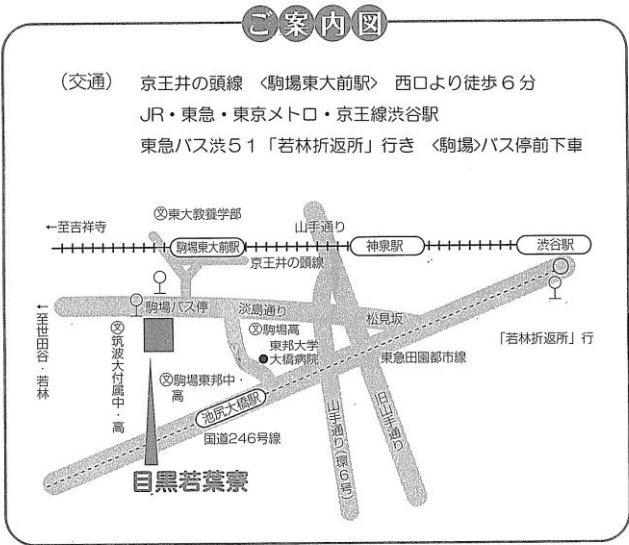 ご案内図
(交通) 京王井の頭線 〈駒場東大前駅〉 西口より徒歩6分
JR・東急・東京メトロ・京王線渋谷駅
東急バス渋51「若林折返所」行き 〈駒場〉バス停前下車
文東大教養学部
山手通り
←至吉祥寺
駒場東大前駅
神泉駅
渋谷駅
京王井の頭線
駒場バス停
淡島通り
松見坂
←至世田谷・若林
文筑波大付属中・高
文駒場高
東邦大学
大橋病院
東急田園都市線
「若林折返所」行
文駒場東邦中・高
池尻大橋駅
国道246号線
山手通り(環6号)
旧山手通り
目黒若葉寮